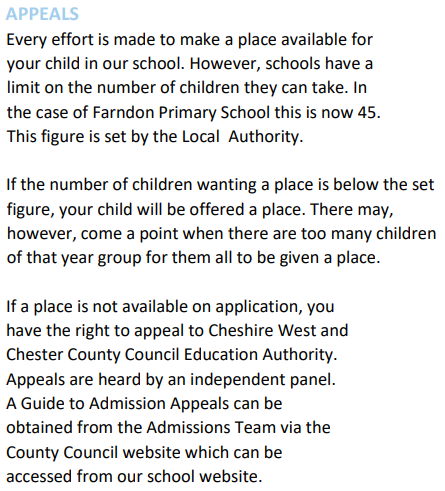 APPEALS
Every effort is made to make a place available for
your child in our school. However, schools have a
limit on the number of children they can take. In
the case of Farndon Primary School this is now 45.
This figure is set by the Local  Authority.
If the number of children wanting a place is below the set
figure, your child will be offered a place. There may,
however, come a point when there are too many children
of that year group for them all to be given a place.
If a place is not available on application, you
have the right to appeal to Cheshire West and
Chester County Council Education Authority.
Appeals are heard by an independent panel.
A Guide to Admission Appeals can be
obtained from the Admissions Team via the
County Council website which can be
accessed from our school website.